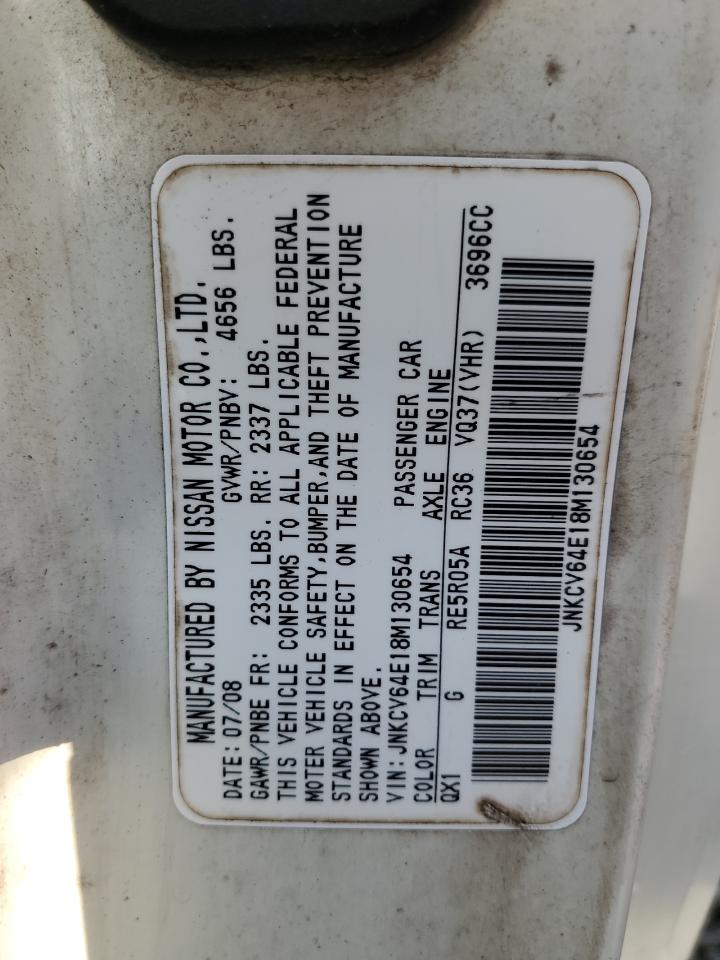 MANUFACTURED BY NISSAN MOTOR CO.,LTD.
DATE:07/08 GVWR/PNBV: 4656 LBS.
GAWR/PNBE FR: 2335 LBS. RR: 2337 LBS.
THIS VEHICLE CONFORMS TO ALL APPLICABLE FEDERAL
MOTER VEHICLE SAFETY,BUMPER,AND THEFT PREVENTION
STANDARDS IN EFFECT ON THE DATE OF MANUFACTURE
SHOWN ABOVE.
VIN:JNKCV64E18M130654 PASSENGER CAR
COLOR TRIM TRANS AXLE ENGINE
QX1 G RE5R05A RC36 VQ37(VHR) 3696CC
JNKCV64E18M130654